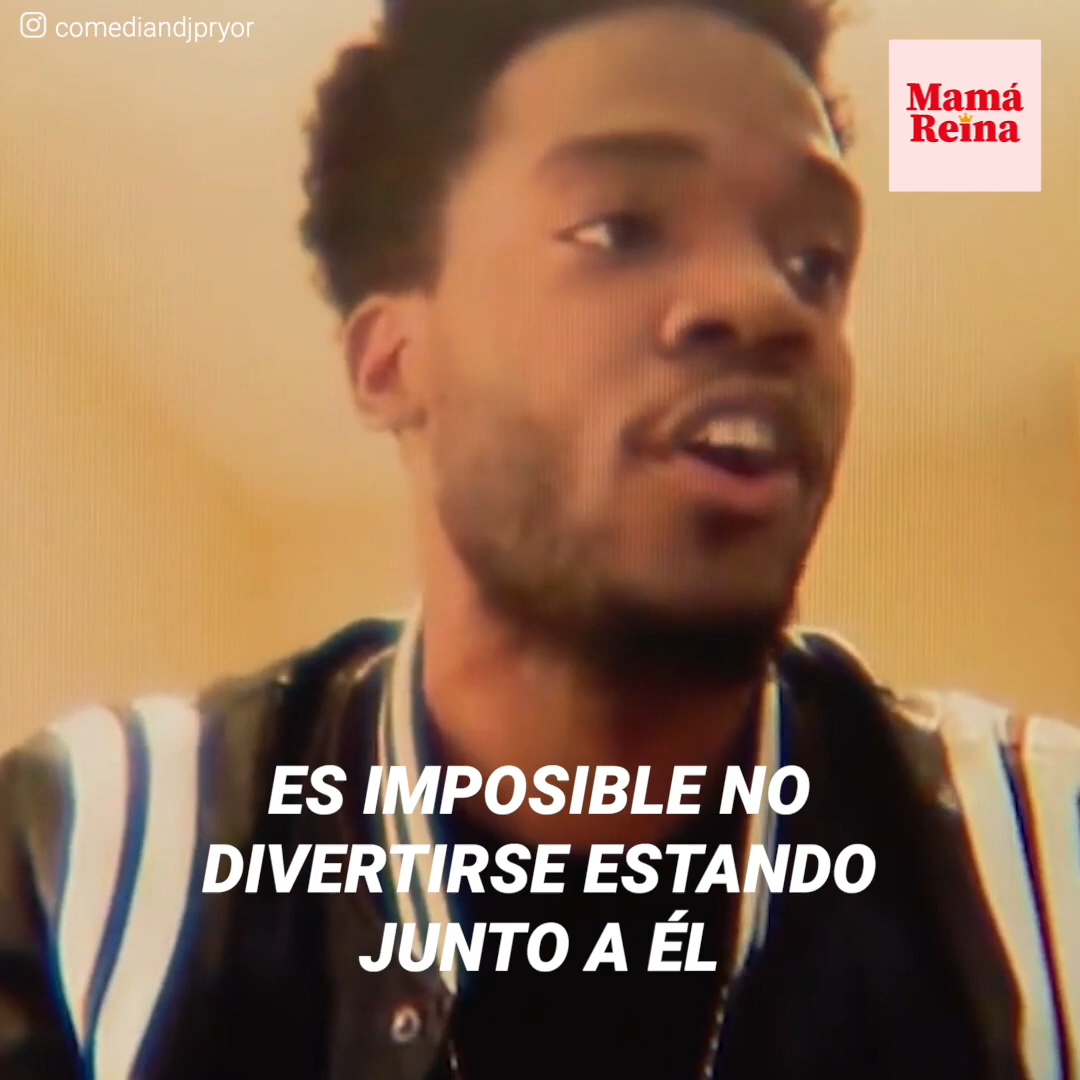 comediandjpryor
Mamá
Reina
ES IMPOSIBLE NO
DIVERTIRSE ESTANDO
JUNTO A ÉL